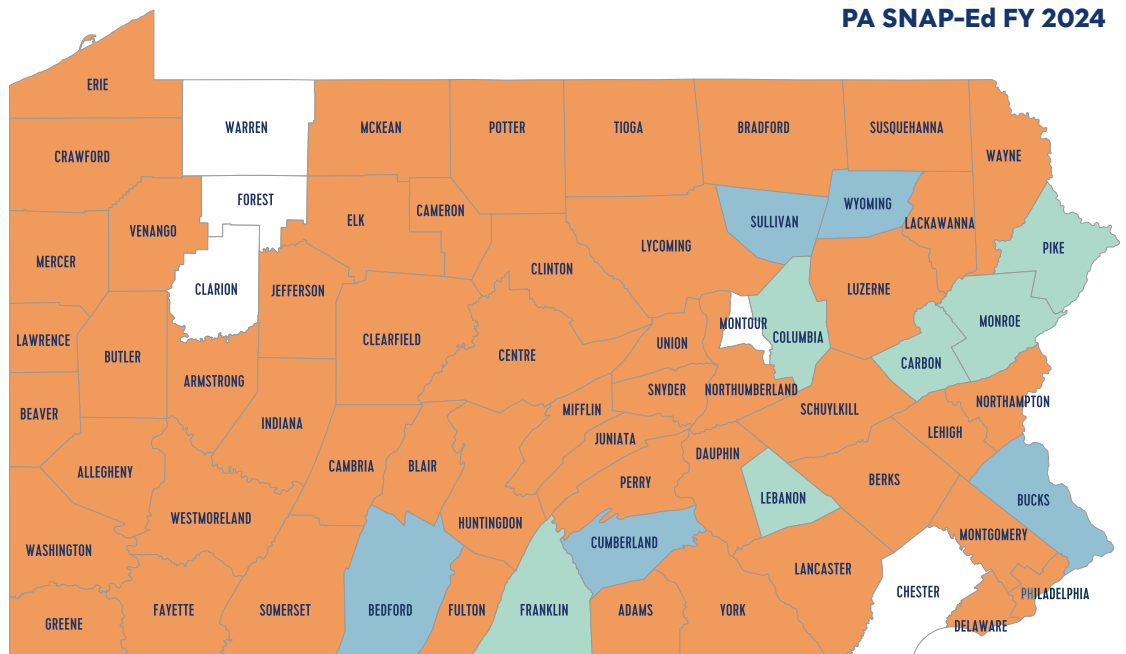 PA SNAP-Ed FY 2024
ERIE
WARREN
MCKEAN
POTTER
TIOGA
BRADFORD
SUSQUEHANNA
CRAWFORD
WAYNE
FOREST
CAMERON
ELK
VENANGO
SULLIVAN
WYOMING
LACKAWANNA
LYCOMING
PIKE
MERCER
CLINTON
CLARION
JEFFERSON
LUZERNE
MONTOUR
MONROE
LAWRENCE
CLEARFIELD
COLUMBIA
UNION
BUTLER
CENTRE
CARBON
ARMSTRONG
SNYDER
NORTHUMBERLAND
NORTHAMPTON
BEAVER
MIFFLIN
SCHUYLKILL
INDIANA
LEHIGH
JUNIATA
DAUPHIN
ALLEGHENY
CAMBRIA
BLAIR
PERRY
BERKS
LEBANON
BUCKS
WESTMORELAND
HUNTINGDON
MONTGOMERY
CUMBERLAND
WASHINGTON
LANCASTER
CHESTER
PHILADELPHIA
GREENE
FAYETTE
SOMERSET
BEDFORD
FULTON
FRANKLIN
ADAMS
YORK
DELAWARE